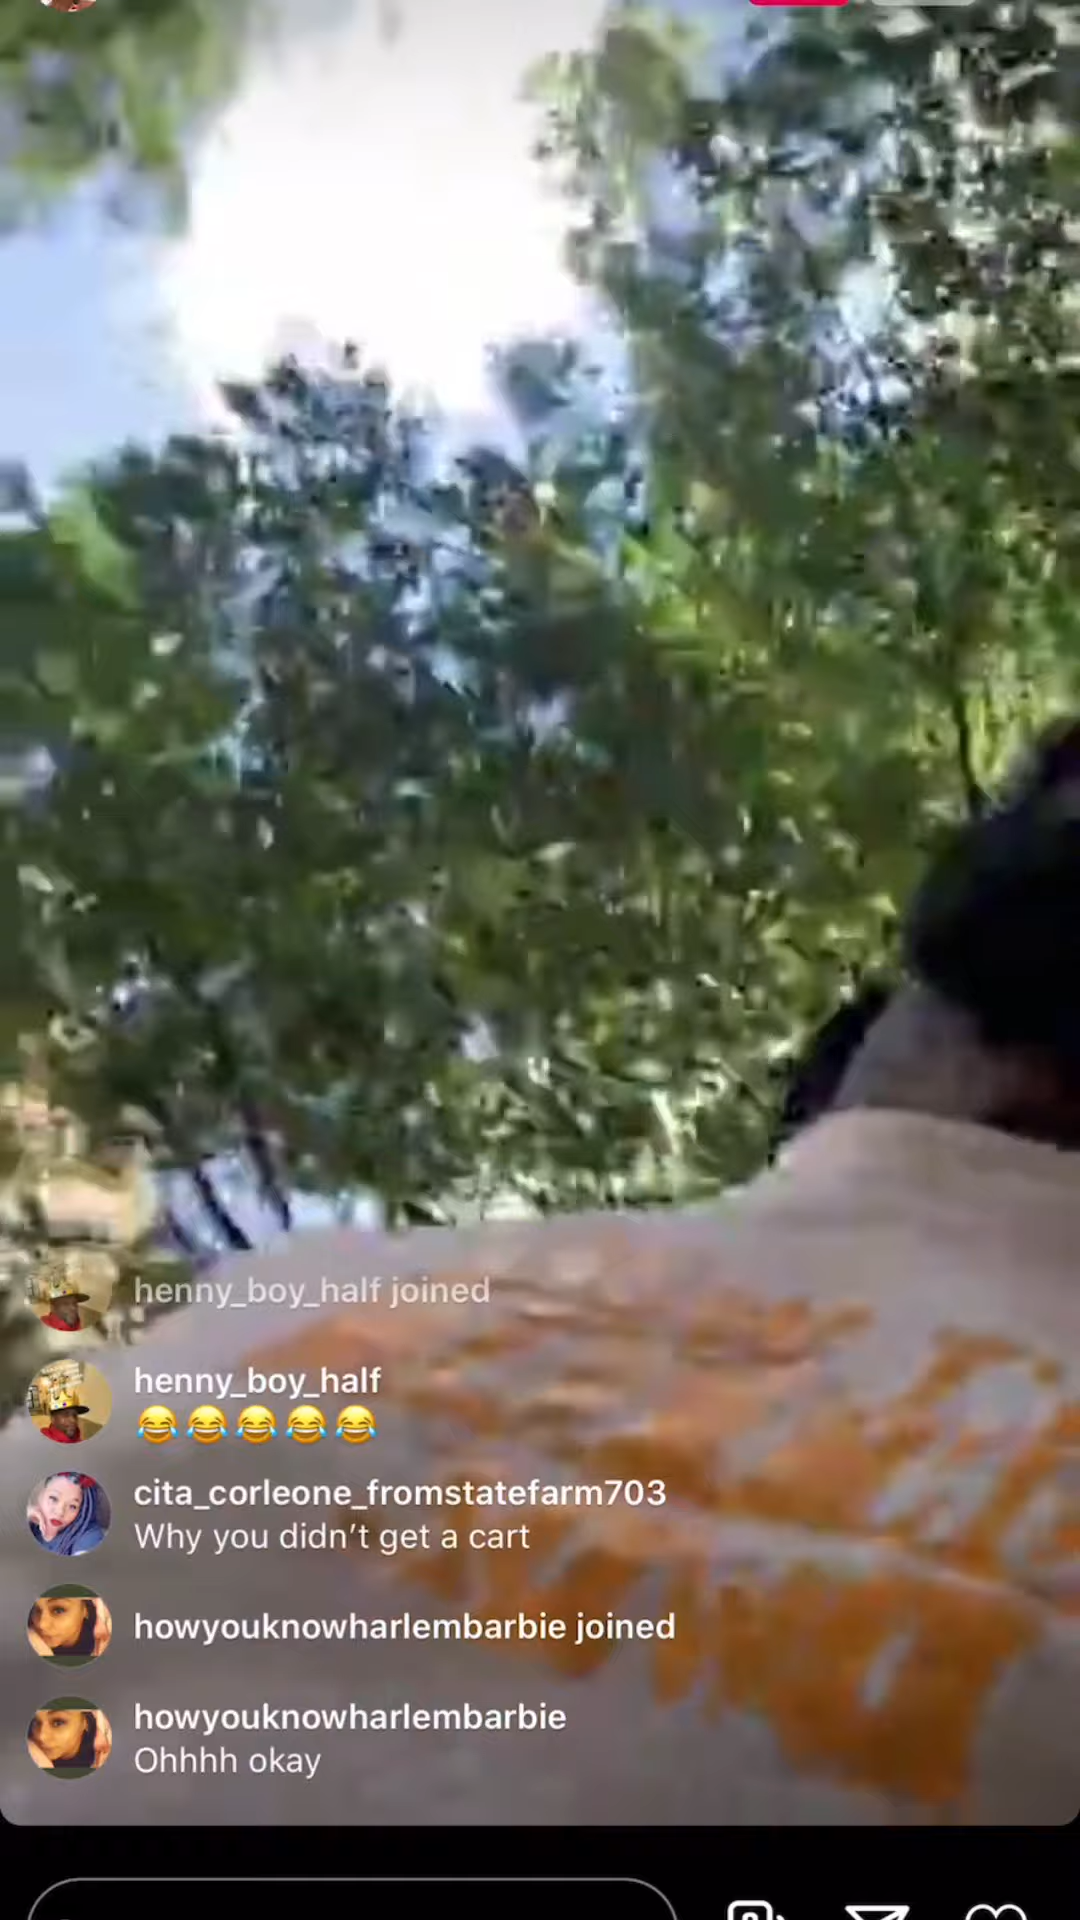 henny_boy_half joined
henny_boy_half
😂😂😂😂😂
cita_corleone_fromstatefarm703
Why you didn’t get a cart
howyouknowharlembarbie joined
howyouknowharlembarbie
Ohhhh okay